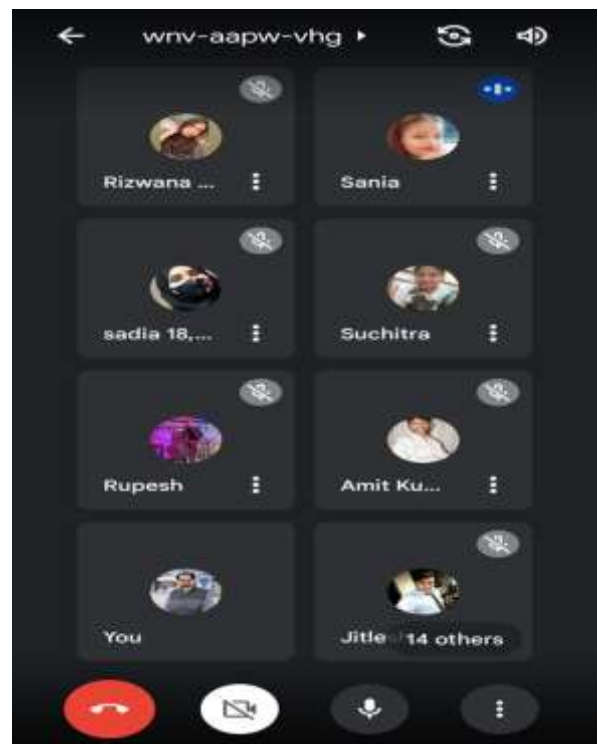 wnv-aapw-vhg
Rizwana ...
Sania
sadia 18,...
Suchitra
Rupesh
Amit Ku...
You
Jitle
14 others